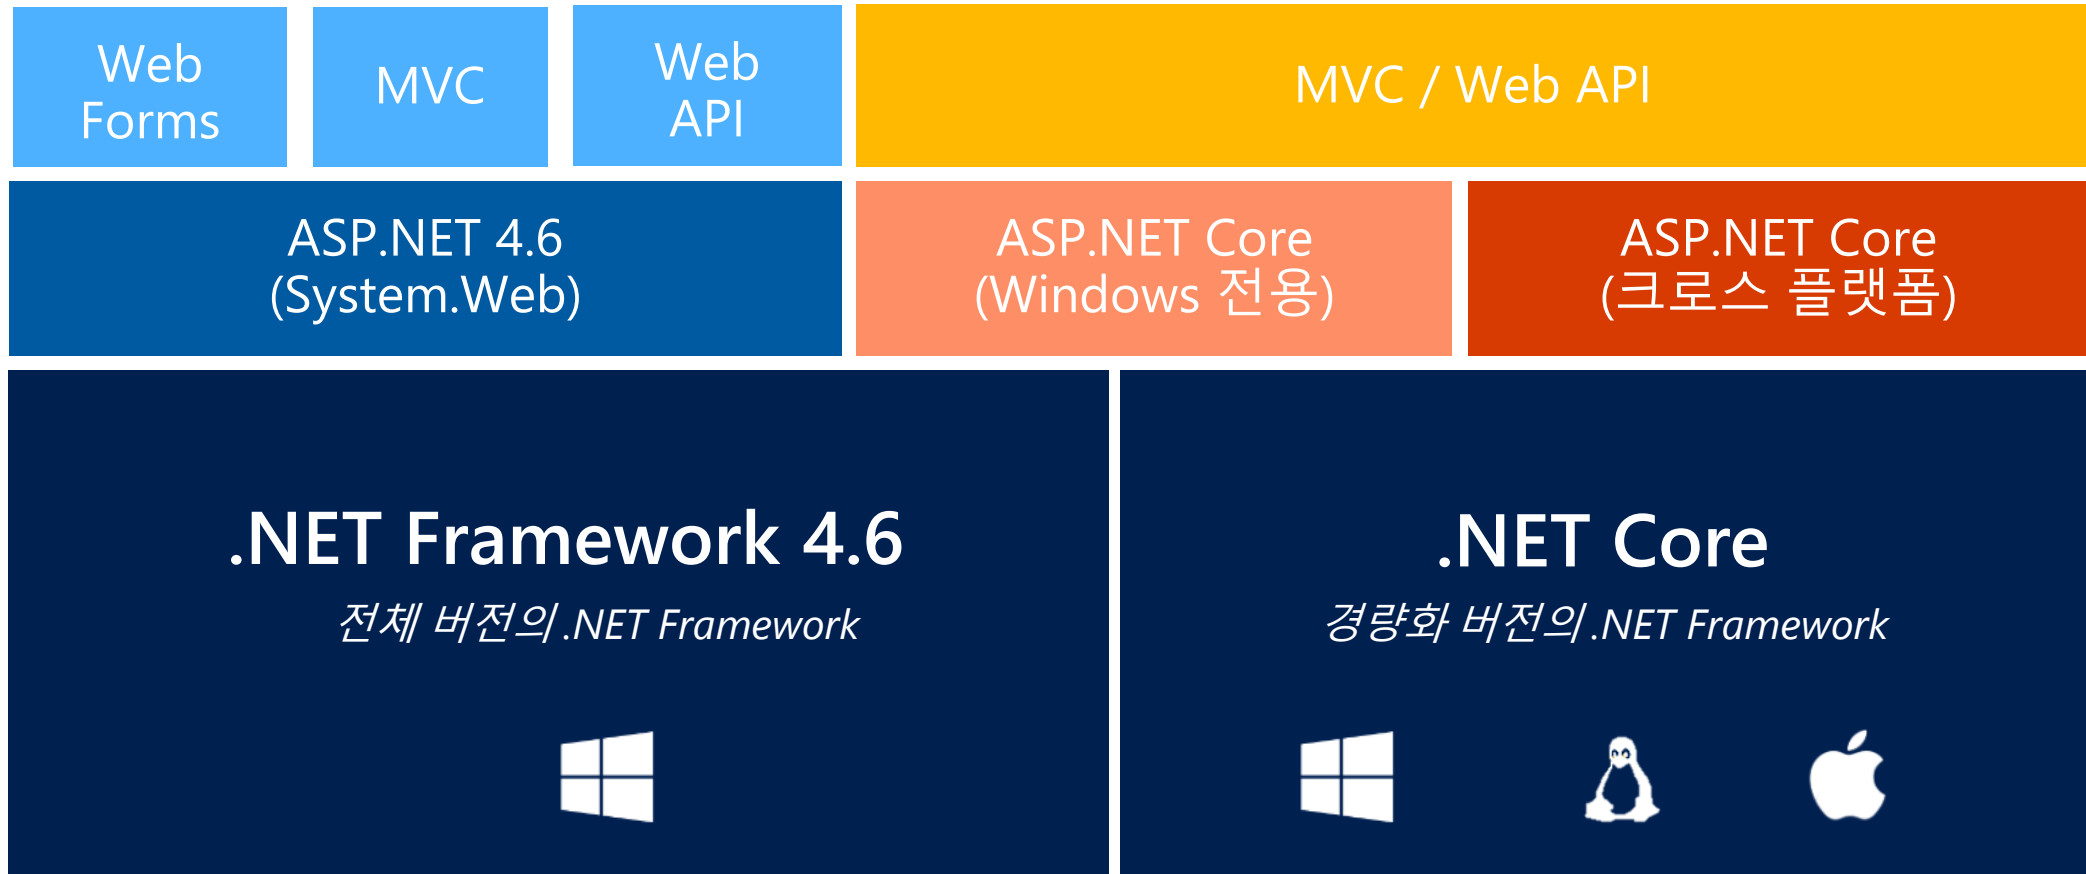 Web
Forms
MVC
Web
API
MVC / Web API
ASP.NET 4.6
(System.Web)
ASP.NET Core
(Windows 전용)
ASP.NET Core
(크로스 플랫폼)
.NET Framework 4.6
전체 버전의 .NET Framework
.NET Core
경량화 버전의 .NET Framework